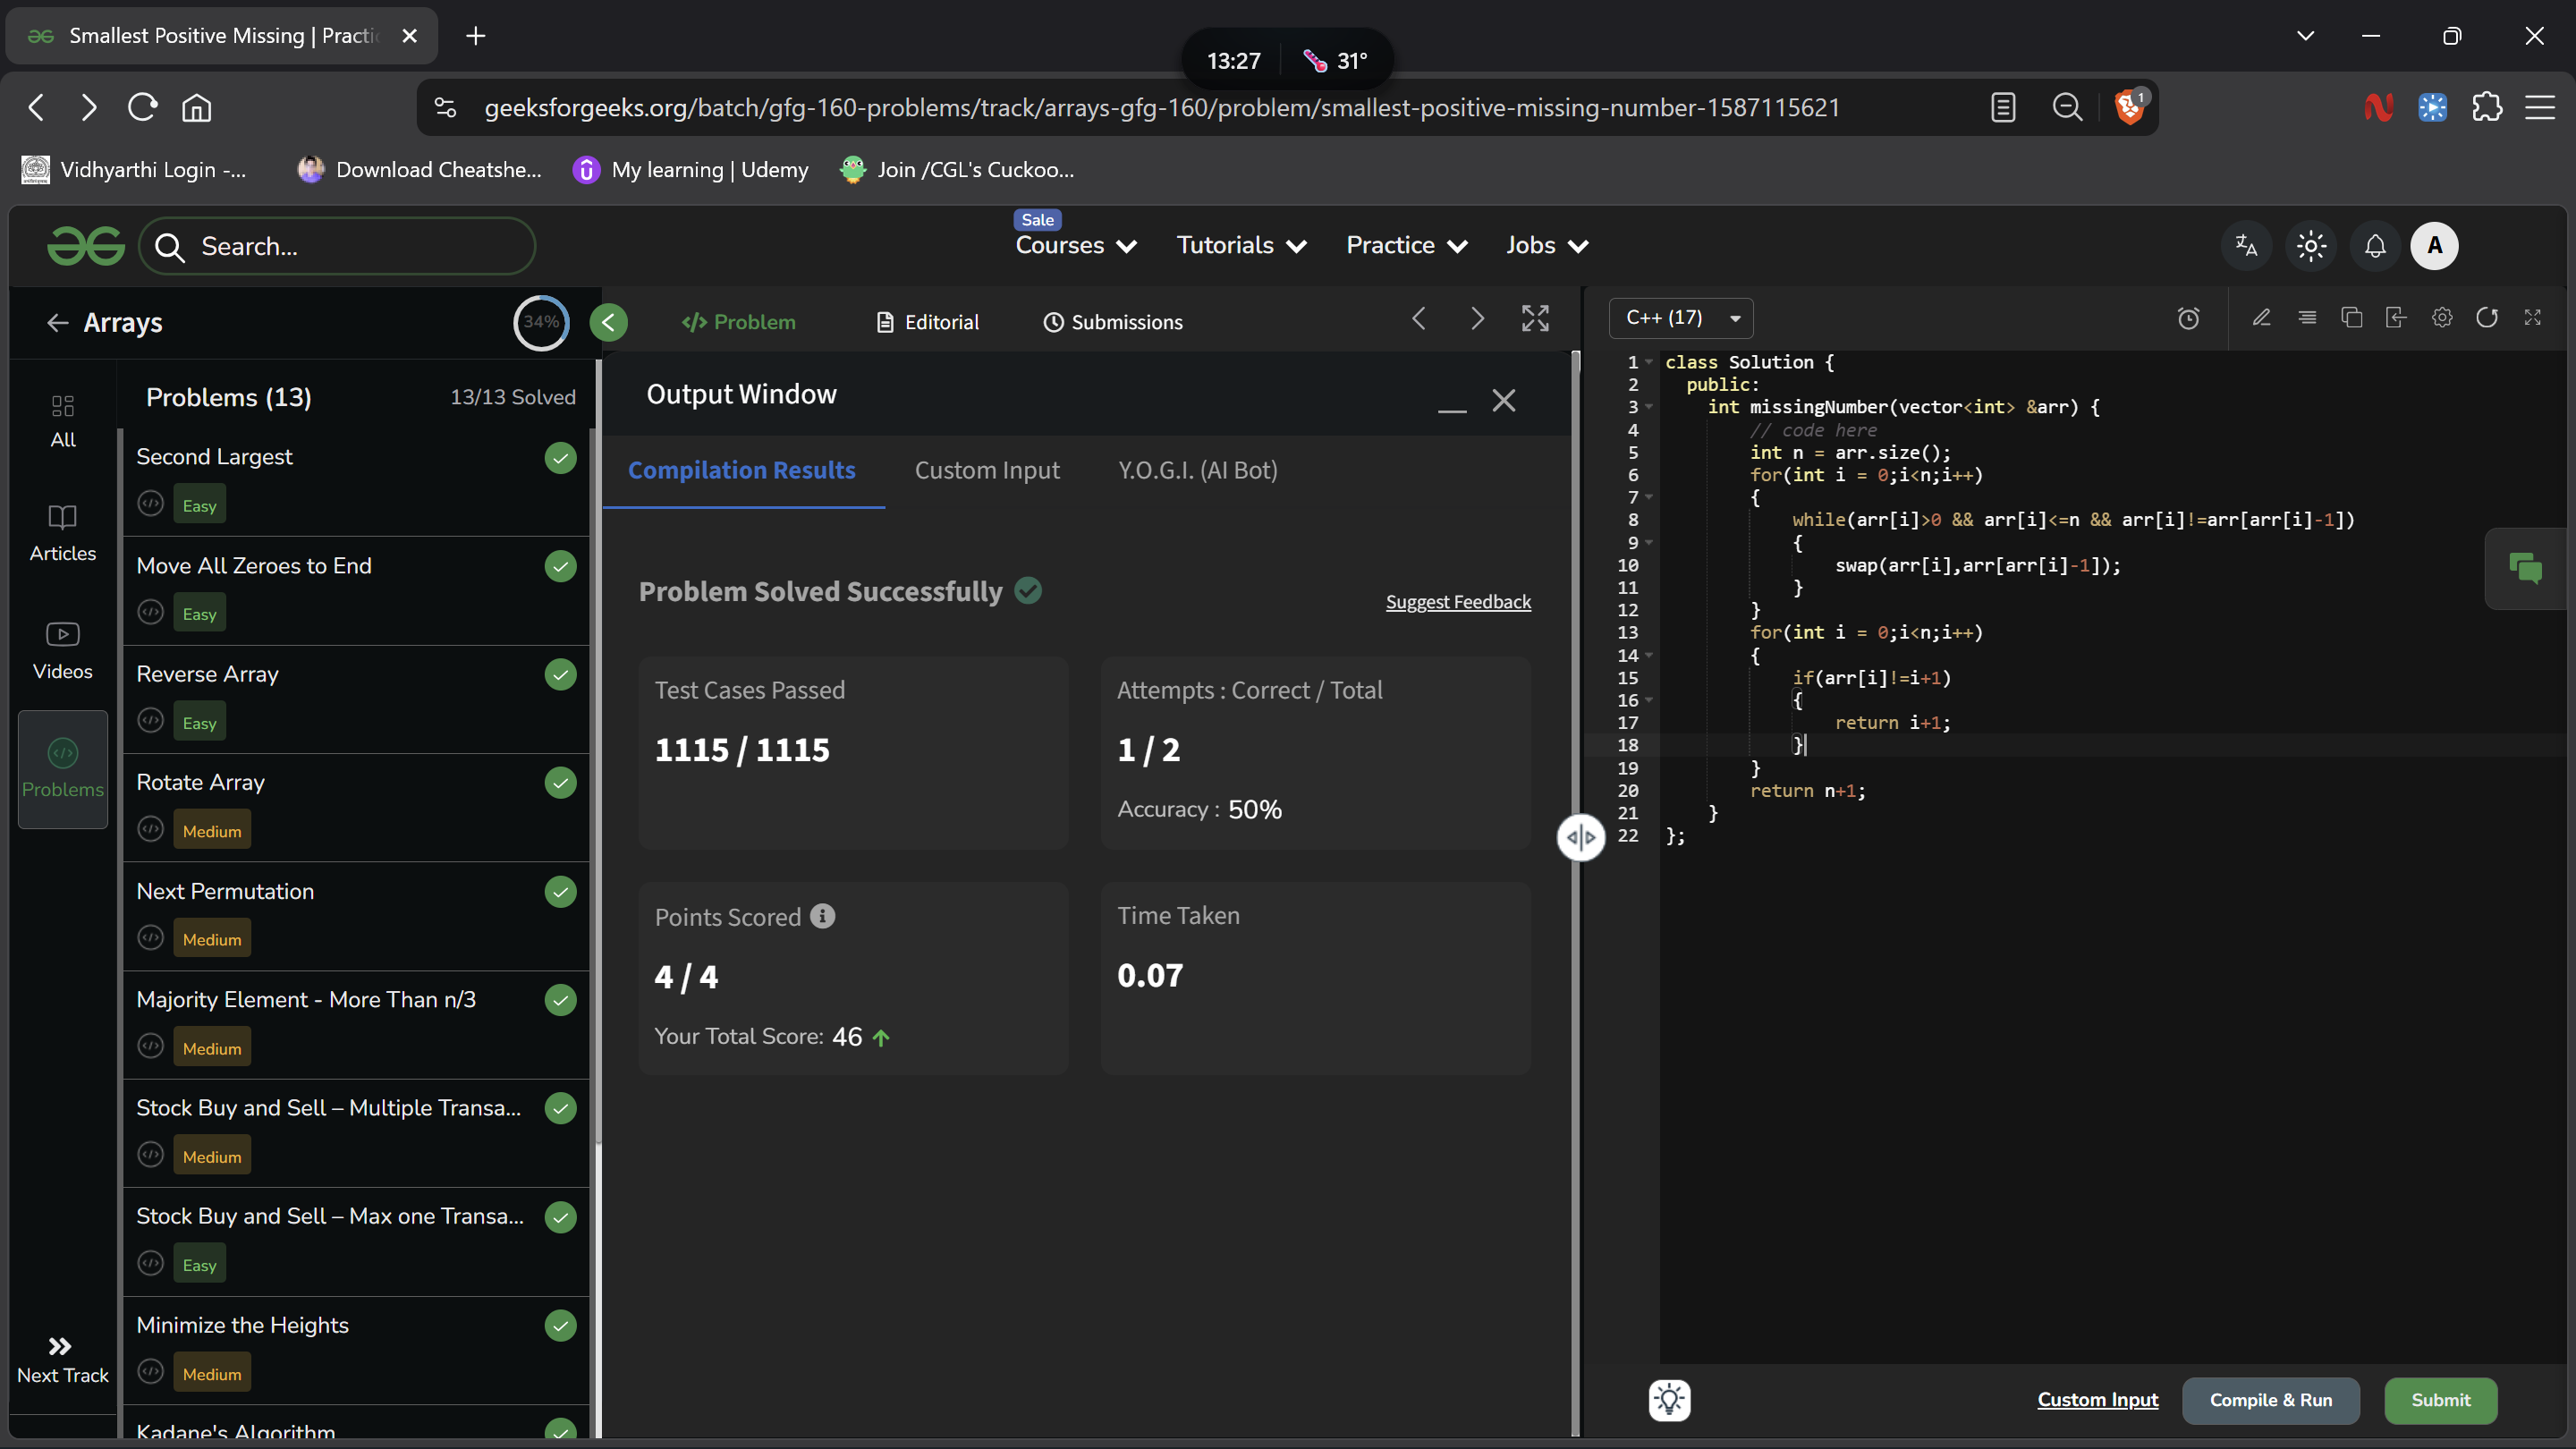 Smallest Positive Missing | Practi
13:27
31°
geeksforgeeks.org/batch/gfg-160-problems/track/arrays-gfg-160/problem/smallest-positive-missing-number-1587115621
1
Vidhyarthi Login -...
Download Cheatshe...
My learning | Udemy
Join /CGL's Cuckoo...
Search...
Sale
Courses
Tutorials
Practice
Jobs
A
Arrays
34%
Problem
Editorial
Submissions
C++ (17)
All
Articles
Videos
Problems
Next Track
Problems (13)
13/13 Solved
Second Largest
Easy
Move All Zeroes to End
Easy
Reverse Array
Easy
Rotate Array
Medium
Next Permutation
Medium
Majority Element - More Than n/3
Medium
Stock Buy and Sell – Multiple Transa...
Medium
Stock Buy and Sell – Max one Transa...
Easy
Minimize the Heights
Medium
Kadane's Algorithm
Output Window
Compilation Results
Custom Input
Y.O.G.I. (AI Bot)
Problem Solved Successfully
Suggest Feedback
Test Cases Passed
1115 / 1115
Attempts : Correct / Total
1 / 2
Accuracy : 50%
Points Scored
4 / 4
Your Total Score: 46
Time Taken
0.07
1 class Solution {
2 public:
3 int missingNumber(vector<int> &arr) {
4 // code here
5 int n = arr.size();
6 for(int i = 0;i<n;i++)
7 {
8 while(arr[i]>0 && arr[i]<=n && arr[i]!=arr[arr[i]-1])
9 {
10 swap(arr[i],arr[arr[i]-1]);
11 }
12 }
13 for(int i = 0;i<n;i++)
14 {
15 if(arr[i]!=i+1)
16 {
17 return i+1;
18 }
19 }
20 return n+1;
21 }
22 };
Custom Input
Compile & Run
Submit